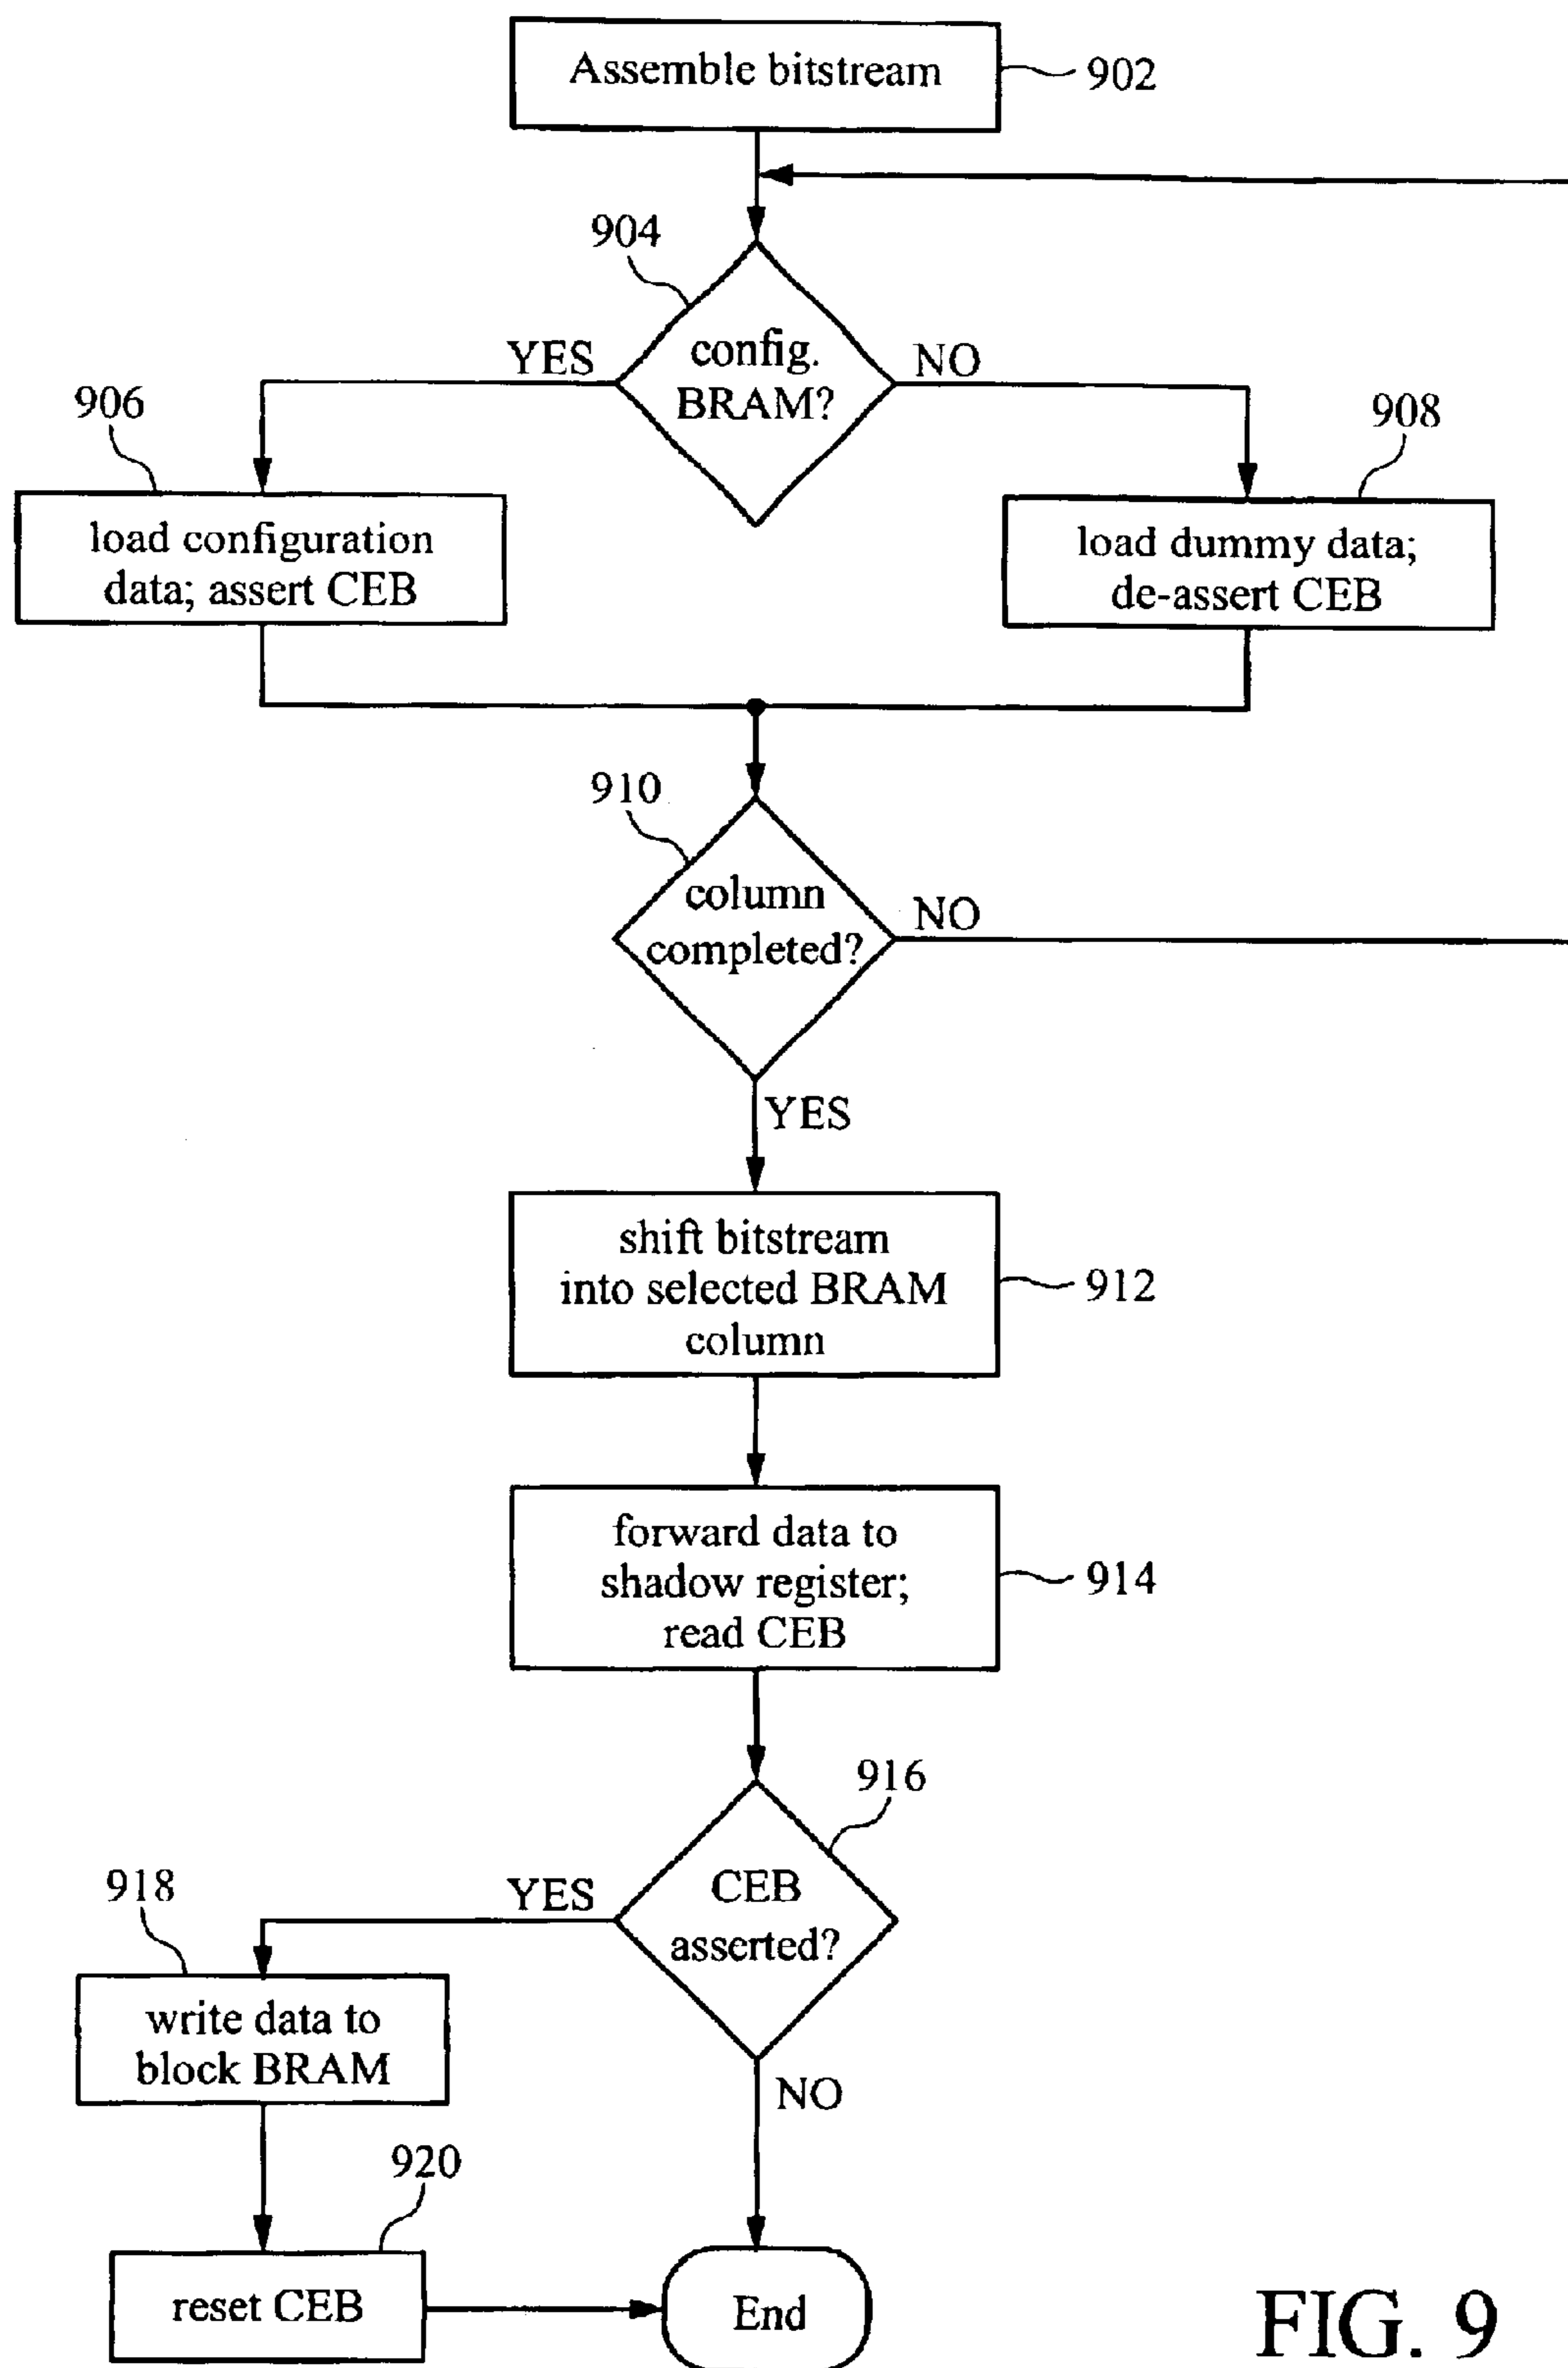 Assemble bitstream
902
904
config.
BRAM?
YES
NO
906
908
load configuration
data; assert CEB
load dummy data;
de-assert CEB
910
column
completed?
NO
YES
shift bitstream
into selected BRAM
column
912
forward data to
shadow register;
read CEB
914
916
CEB
asserted?
YES
918
write data to
block BRAM
NO
920
reset CEB
End
FIG. 9